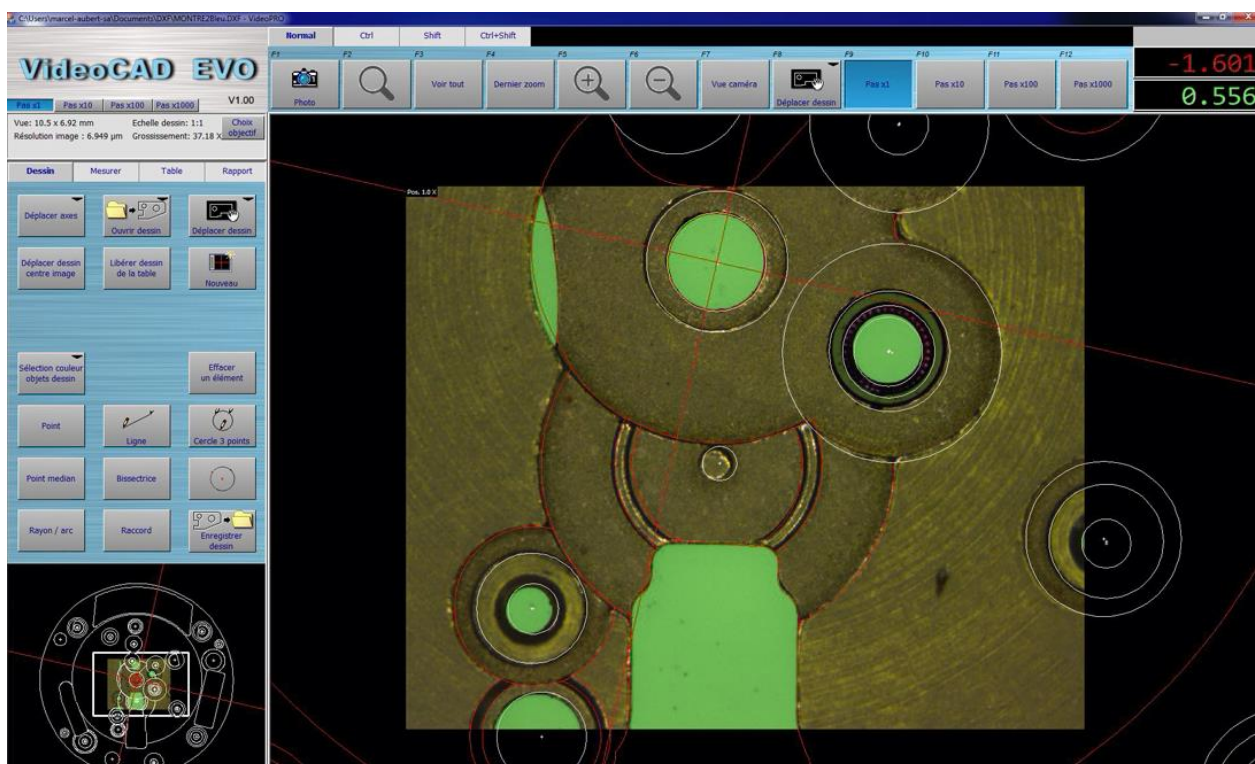 C:\Users\marcel-aubert-sa\Documents\DXF\MONTRE2Bleu.DXF - VideoPRO
VideoCAD EVO
V1.00
Pas x1 Pas x10 Pas x100 Pas x1000
Vue: 10.5 x 6.92 mm Echelle dessin: 1:1
Résolution image : 6.949 µm Grossissement: 37.18 X
Choix
objectif
Dessin Mesurer Table Rapport
Déplacer axes
Ouvrir dessin
Déplacer dessin
Déplacer dessin
centre image
Libérer dessin
de la table
Nouveau
Sélection couleur
objets dessin
Effacer
un élément
Point
Ligne
Cercle 3 points
Point median
Bissectrice
Rayon / arc
Raccord
Enregistrer
dessin
Normal Ctrl Shift Ctrl+Shift
F1 F2 F3 F4 F5 F6 F7 F8 F9 F10 F11 F12
Photo
Voir tout
Dernier zoom
Vue caméra
Déplacer dessin
Pas x1
Pas x10
Pas x100
Pas x1000
-1.601
0.556
Pos. 1.0 X